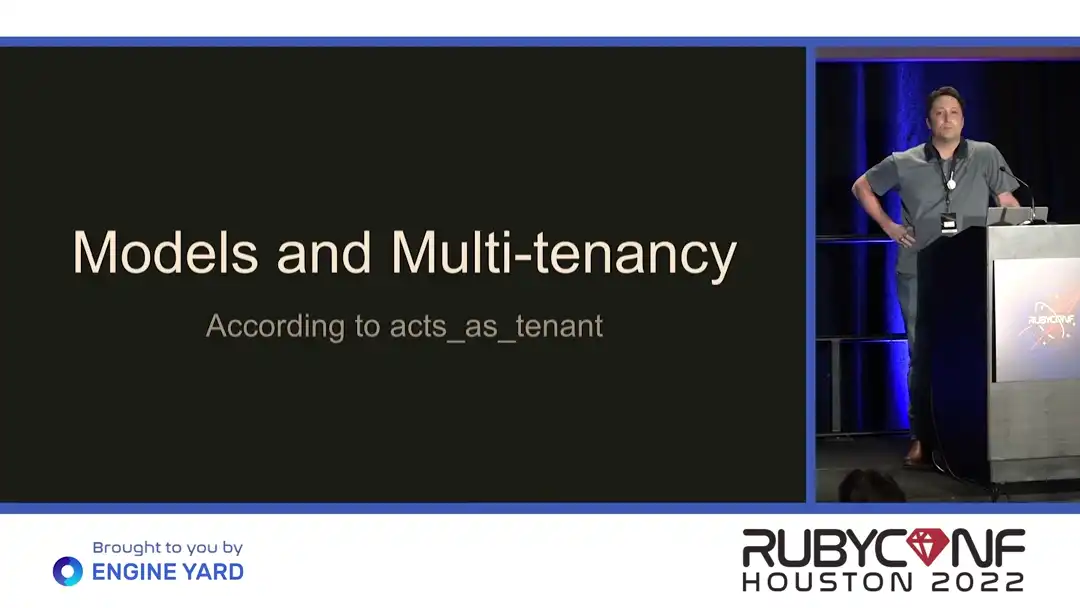 Models and Multi-tenancy
According to acts_as_tenant
RUBYCONF
Brought to you by
ENGINE YARD
RUBYCONF
HOUSTON 2022